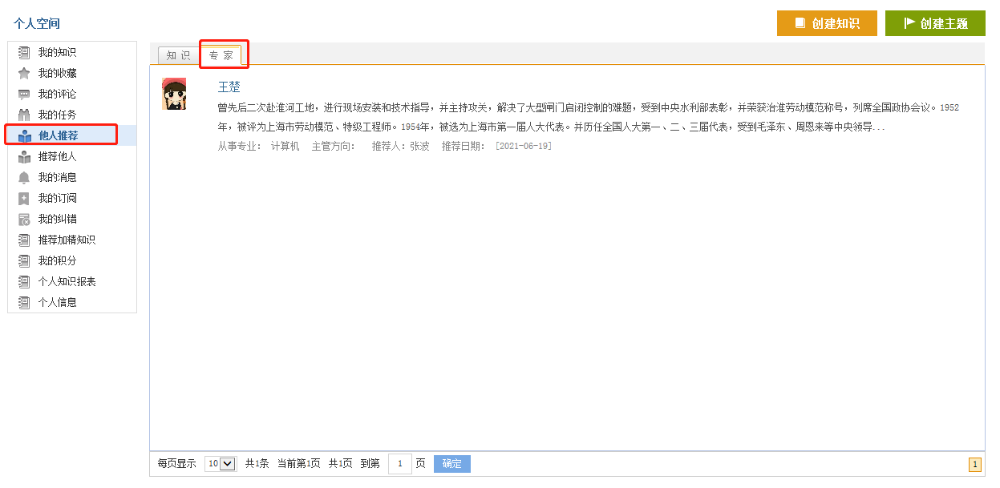 个人空间
创建知识
创建主题
我的知识
我的收藏
我的评论
我的任务
他人推荐
推荐他人
我的消息
我的订阅
我的纠错
推荐加精知识
我的积分
个人知识报表
个人信息
知 识
专 家
王楚
曾先后二次赴淮河工地，进行现场安装和技术指导，并主持攻关，解决了大型闸门启闭控制的难题，受到中央水利部表彰，并荣获治淮劳动模范称号，列席全国政协会议。1952
年，被评为上海市劳动模范、特级工程师。1954年，被选为上海市第一届人大代表。并历任全国人大第一、二、三届代表，受到毛泽东、周恩来等中央领导...
从事专业： 计算机 主管方向： 推荐人：张波 推荐日期： [2021-06-19]
每页显示 10 共1条 当前第1页 共1页 到第 1 页 确定
1